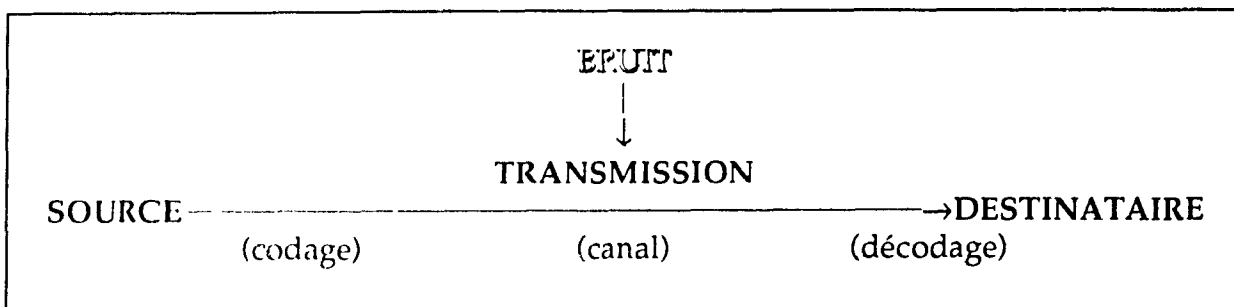 BRUIT
TRANSMISSION
SOURCE DESTINATAIRE
(codage) (canal) (décodage)